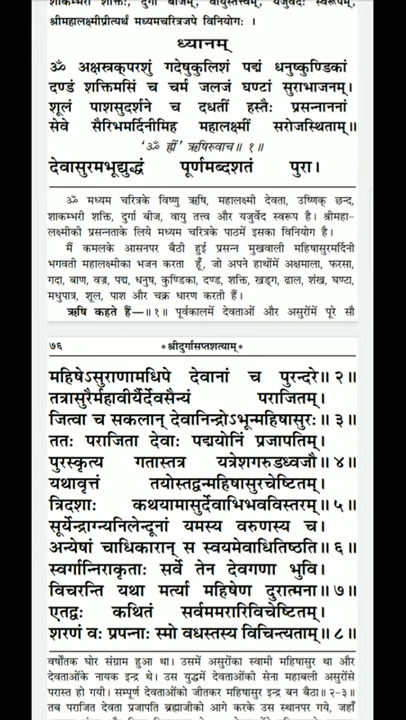 शाकम्भरी शक्तिः, दुर्गा बीजम्, वायुस्तत्त्वम्, यजुर्वेदः स्वरूपम्,
श्रीमहालक्ष्मीप्रीत्यर्थं मध्यमचरित्रजपे विनियोगः ।
ध्यानम्
ॐ अक्षस्रक्परशुं गदेषुकुलिशं पद्मं धनुष्कुण्डिकां
दण्डं शक्तिमसिं च चर्म जलजं घण्टां सुराभाजनम्।
शूलं पाशसुदर्शने च दधतीं हस्तैः प्रसन्नाननां
सेवे सैरिभमर्दिनीमिह महालक्ष्मीं सरोजस्थिताम्॥
'ॐ ह्रीं' ऋषिरुवाच॥ १॥
देवासुरमभूद्युद्धं पूर्णमब्दशतं पुरा।
ॐ मध्यम चरित्रके विष्णु ऋषि, महालक्ष्मी देवता, उष्णिक् छन्द,
शाकम्भरी शक्ति, दुर्गा बीज, वायु तत्त्व और यजुर्वेद स्वरूप है। श्रीमहा-
लक्ष्मीकी प्रसन्नताके लिये मध्यम चरित्रके पाठमें इसका विनियोग है।
मैं कमलके आसनपर बैठी हुई प्रसन्न मुखवाली महिषासुरमर्दिनी
भगवती महालक्ष्मीका भजन करता हूँ, जो अपने हाथोंमें अक्षमाला, फरसा,
गदा, बाण, वज्र, पद्म, धनुष, कुण्डिका, दण्ड, शक्ति, खड्ग, ढाल, शंख, घण्टा,
मधुपात्र, शूल, पाश और चक्र धारण करती हैं।
ऋषि कहते हैं—॥१॥ पूर्वकालमें देवताओं और असुरोंमें पूरे सौ
७६
*श्रीदुर्गासप्तशत्याम्*
महिषेऽसुराणामधिपे देवानां च पुरन्दरे॥ २॥
तत्रासुरैर्महावीर्यैर्देवसैन्यं पराजितम्।
जित्वा च सकलान् देवानिन्द्रोऽभून्महिषासुरः॥ ३॥
ततः पराजिता देवाः पद्मयोनिं प्रजापतिम्।
पुरस्कृत्य गतास्तत्र यत्रेशगरुडध्वजौ॥ ४॥
यथावृत्तं तयोस्तद्वन्महिषासुरचेष्टितम्।
त्रिदशाः कथयामासुर्देवाभिभवविस्तरम्॥ ५॥
सूर्येन्द्राग्न्यनिलेन्दूनां यमस्य वरुणस्य च।
अन्येषां चाधिकारान् स स्वयमेवाधितिष्ठति॥ ६॥
स्वर्गान्निराकृताः सर्वे तेन देवगणा भुवि।
विचरन्ति यथा मर्त्या महिषेण दुरात्मना॥ ७॥
एतद्वः कथितं सर्वममरारिविचेष्टितम्।
शरणं वः प्रपन्नाः स्मो वधस्तस्य विचिन्त्यताम्॥ ८॥
वर्षोंतक घोर संग्राम हुआ था। उसमें असुरोंका स्वामी महिषासुर था और
देवताओंके नायक इन्द्र थे। उस युद्धमें देवताओंकी सेना महाबली असुरोंसे
परास्त हो गयी। सम्पूर्ण देवताओंको जीतकर महिषासुर इन्द्र बन बैठा॥ २-३॥
तब पराजित देवता प्रजापति ब्रह्माजीको आगे करके उस स्थानपर गये, जहाँ